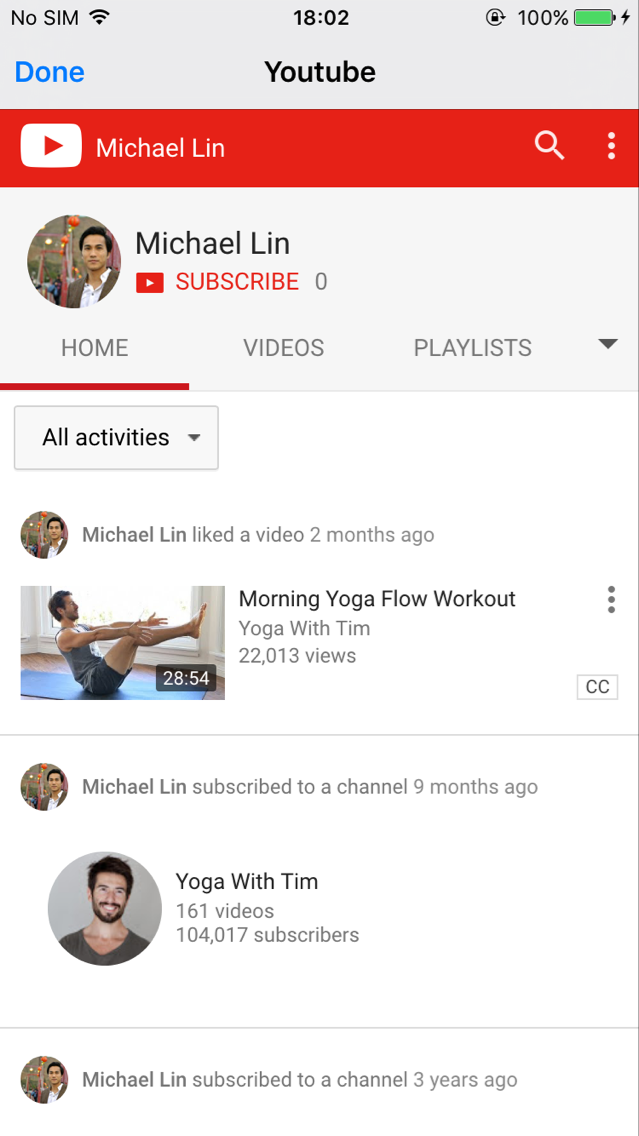 No SIM 18:02 100%
Done Youtube
Michael Lin
Michael Lin
SUBSCRIBE 0
HOME VIDEOS PLAYLISTS
All activities
Michael Lin liked a video 2 months ago
Morning Yoga Flow Workout
Yoga With Tim
22,013 views
28:54
CC
Michael Lin subscribed to a channel 9 months ago
Yoga With Tim
161 videos
104,017 subscribers
Michael Lin subscribed to a channel 3 years ago